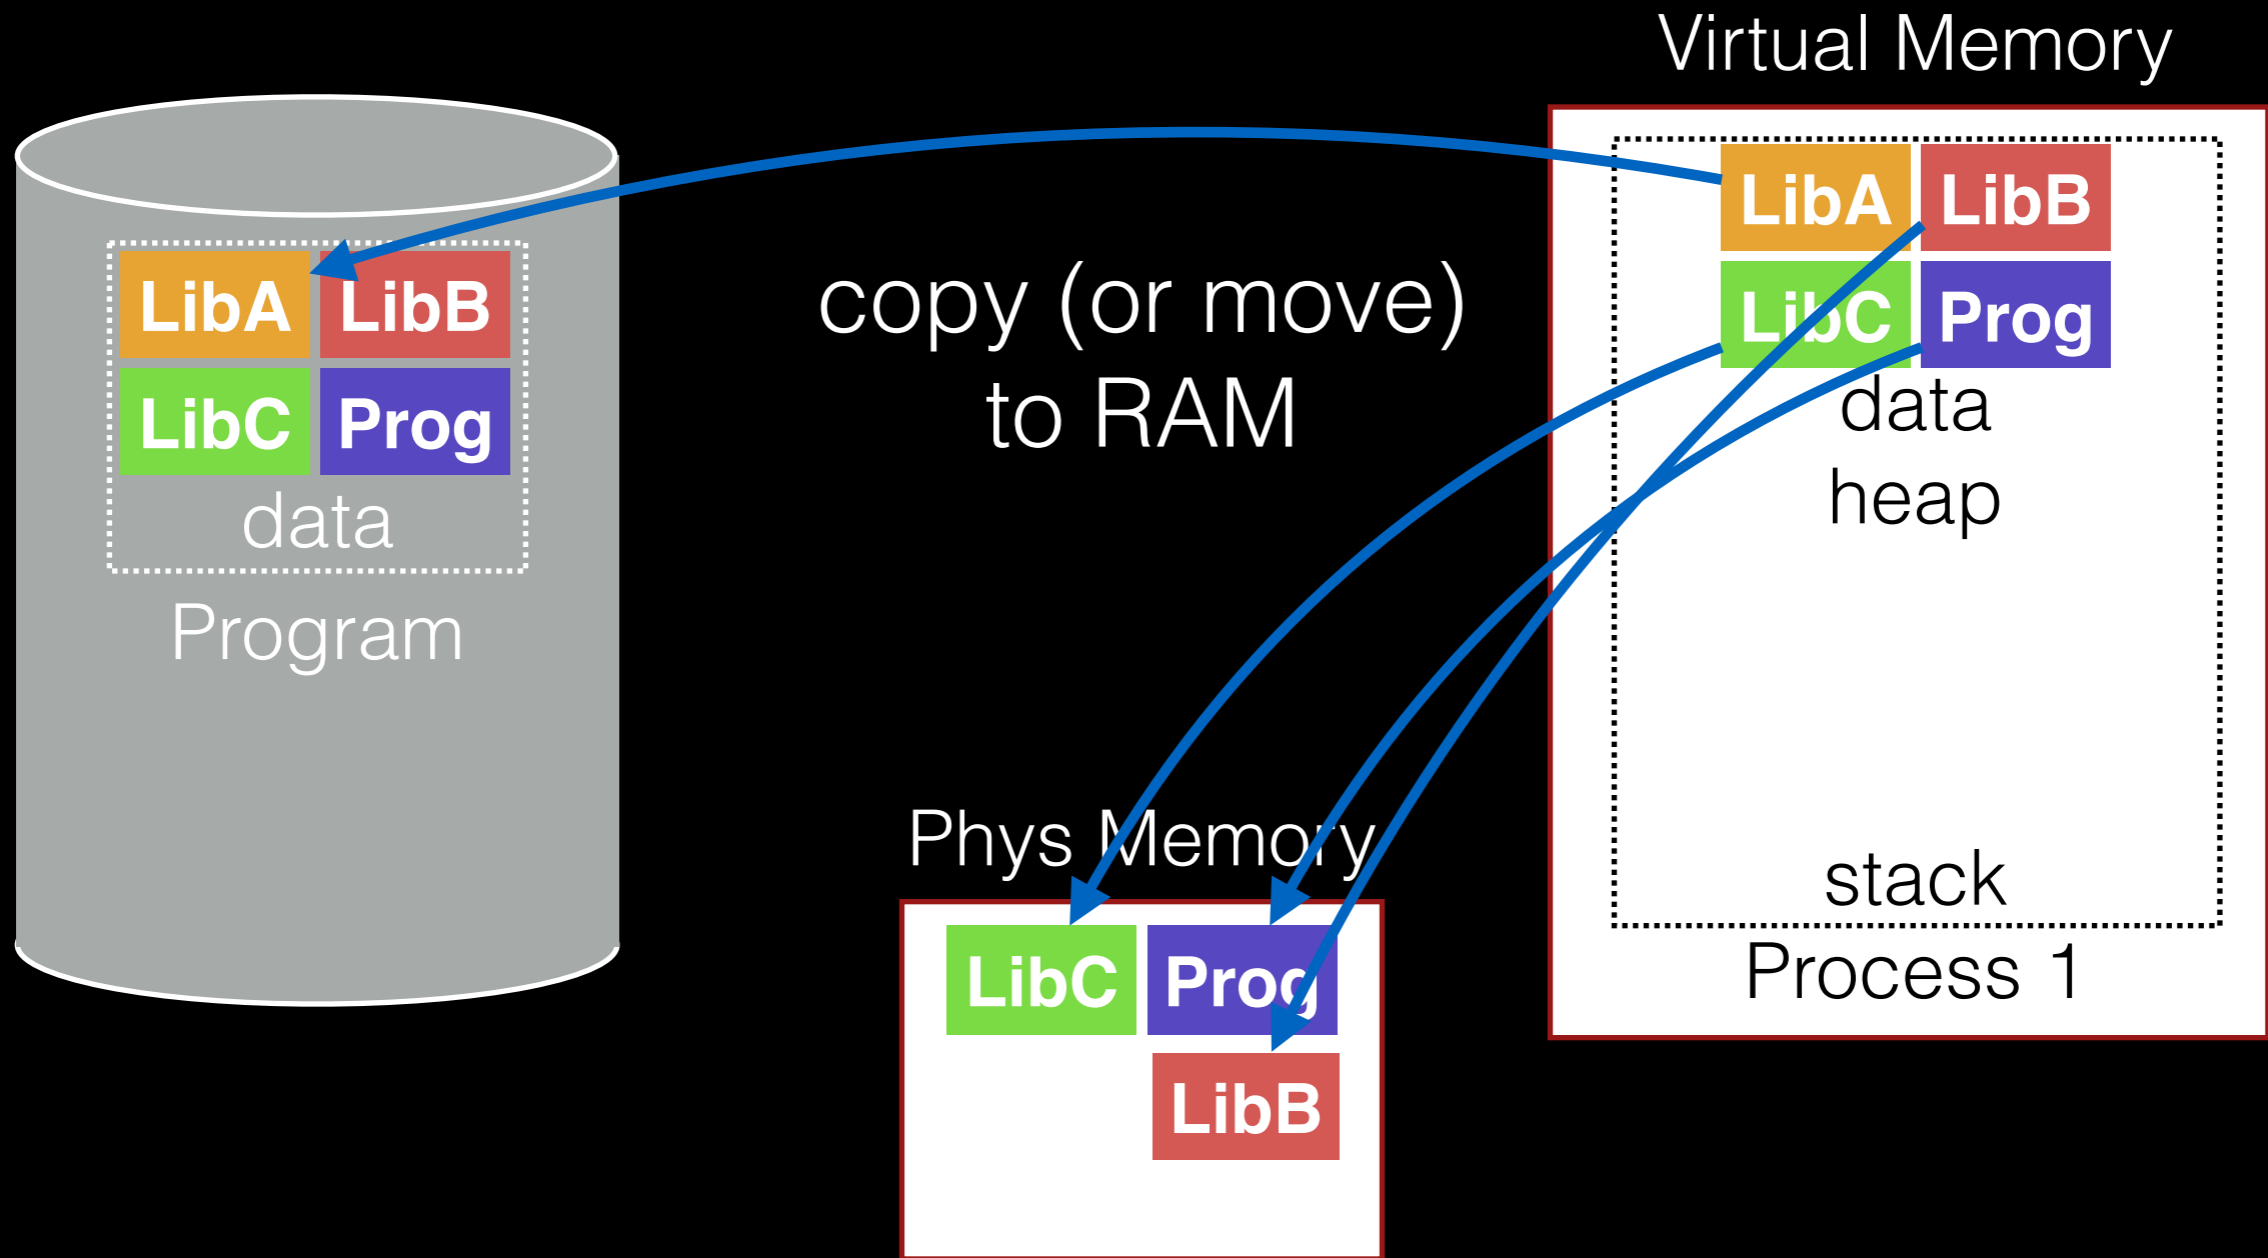 Virtual Memory
LibA LibB
LibC Prog
data
Program
copy (or move)
to RAM
LibA LibB
LibC Prog
data
heap
stack
Process 1
Phys Memory
LibC Prog
LibB